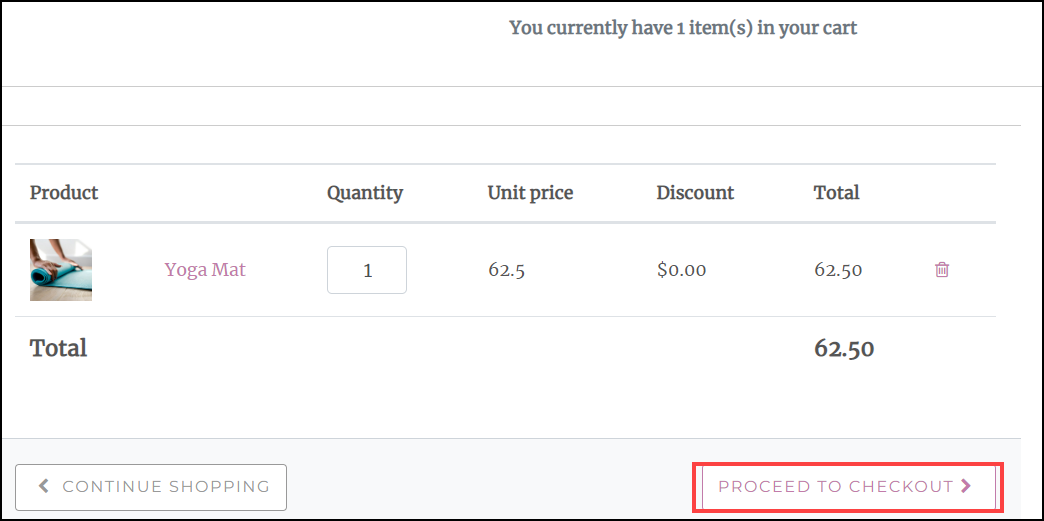 You currently have 1 item(s) in your cart
Product Quantity Unit price Discount Total
Yoga Mat 1 62.5 $0.00 62.50
Total 62.50
CONTINUE SHOPPING PROCEED TO CHECKOUT